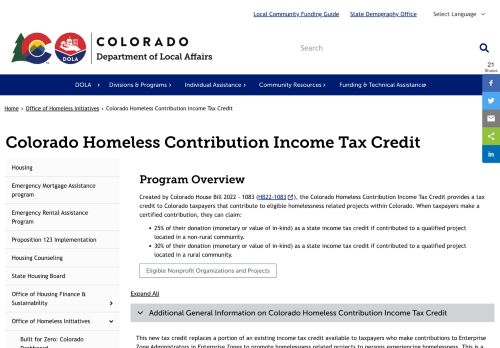 Local Community Funding Guide State Demography Office Select Language
COLORADO
Department of Local Affairs
DOLA
Search
21
Shares
DOLA Divisions & Programs Individual Assistance Community Resources Funding & Technical Assistance
Home › Office of Homeless Initiatives › Colorado Homeless Contribution Income Tax Credit
Colorado Homeless Contribution Income Tax Credit
Housing
Emergency Mortgage Assistance
program
Emergency Rental Assistance
Program
Proposition 123 Implementation
Housing Counseling
State Housing Board
Office of Housing Finance &
Sustainability
Office of Homeless Initiatives
Built for Zero: Colorado
Dashboard
Program Overview
Created by Colorado House Bill 2022 - 1083 (HB22-1083), the Colorado Homeless Contribution Income Tax Credit provides a tax
credit to Colorado taxpayers that contribute to eligible homelessness related projects within Colorado. When taxpayers make a
certified contribution, they can claim:
• 25% of their donation (monetary or value of in-kind) as a state income tax credit if contributed to a qualified project
located in a non-rural community.
• 30% of their donation (monetary or value of in-kind) as a state income tax credit if contributed to a qualified project
located in a rural community.
Eligible Nonprofit Organizations and Projects
Expand All
Additional General Information on Colorado Homeless Contribution Income Tax Credit
This new tax credit replaces a portion of an existing income tax credit available to taxpayers who make contributions to Enterprise
Zone Administrators in Enterprise Zones to promote homelessness related projects to persons experiencing homelessness. This is a